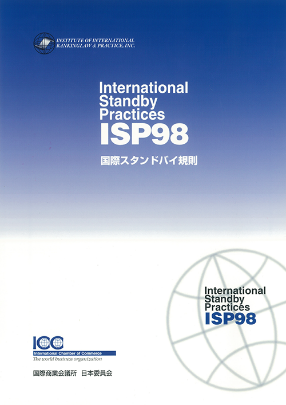 INSTITUTE OF INTERNATIONAL
BANKING LAW & PRACTICE, INC.
International
Standby
Practices
ISP98
国際スタンドバイ規則
International
Standby
Practices
ISP98
ICC
International Chamber of Commerce
The world business organization
国際商業会議所 日本委員会